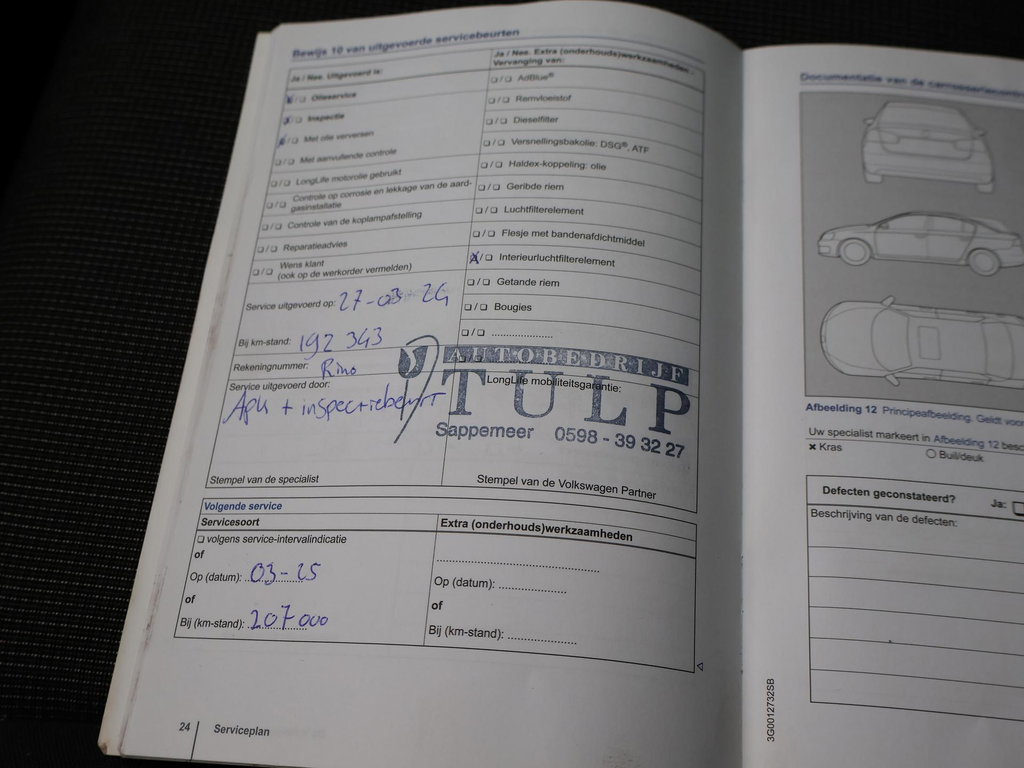 Bewijs 10 van uitgevoerde servicebeurten
Ja / Nee. Uitgevoerd is:
Olieservice
Inspectie
Met olie verversen
Met aanvullende controle
LongLife motorolie gebruikt
Controle op corrosie en lekkage van de aard-
gasinstallatie
Controle van de koplampafstelling
Reparatieadvies
Wens klant
(ook op de werkorder vermelden)
Service uitgevoerd op: 27-03-24
Bij km-stand: 192 343
Rekeningnummer: Rino
Service uitgevoerd door:
Apk + inspectiebeurt
Stempel van de specialist
Ja / Nee. Extra (onderhouds)werkzaamheden -
Vervanging van:
AdBlue®
Remvloeistof
Dieselfilter
Versnellingsbakolie: DSG®, ATF
Haldex-koppeling: olie
Geribde riem
Luchtfilterelement
Flesje met bandenafdichtmiddel
Interieurluchtfilterelement
Getande riem
Bougies
LongLife mobiliteitsgarantie:
AUTOBEDRIJF
TULP
Sappemeer 0598 - 39 32 27
Stempel van de Volkswagen Partner
Volgende service
Servicesoort
volgens service-intervalindicatie
of
Op (datum): 03-25
of
Bij (km-stand): 207 000
Extra (onderhouds)werkzaamheden
Op (datum):
of
Bij (km-stand):
24 Serviceplan
Documentatie van de
Afbeelding 12 Principeafbeelding. Geldt voor
Uw specialist markeert in Afbeelding 12
× Kras
Buil/deuk
Defecten geconstateerd? Ja:
Beschrijving van de defecten:
3G0012732SB